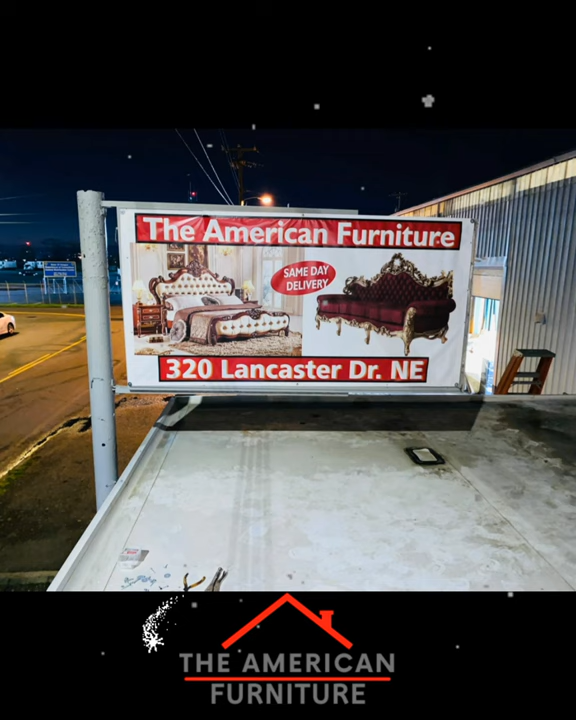 The American Furniture
SAME DAY
DELIVERY
320 Lancaster Dr. NE
THE AMERICAN
FURNITURE